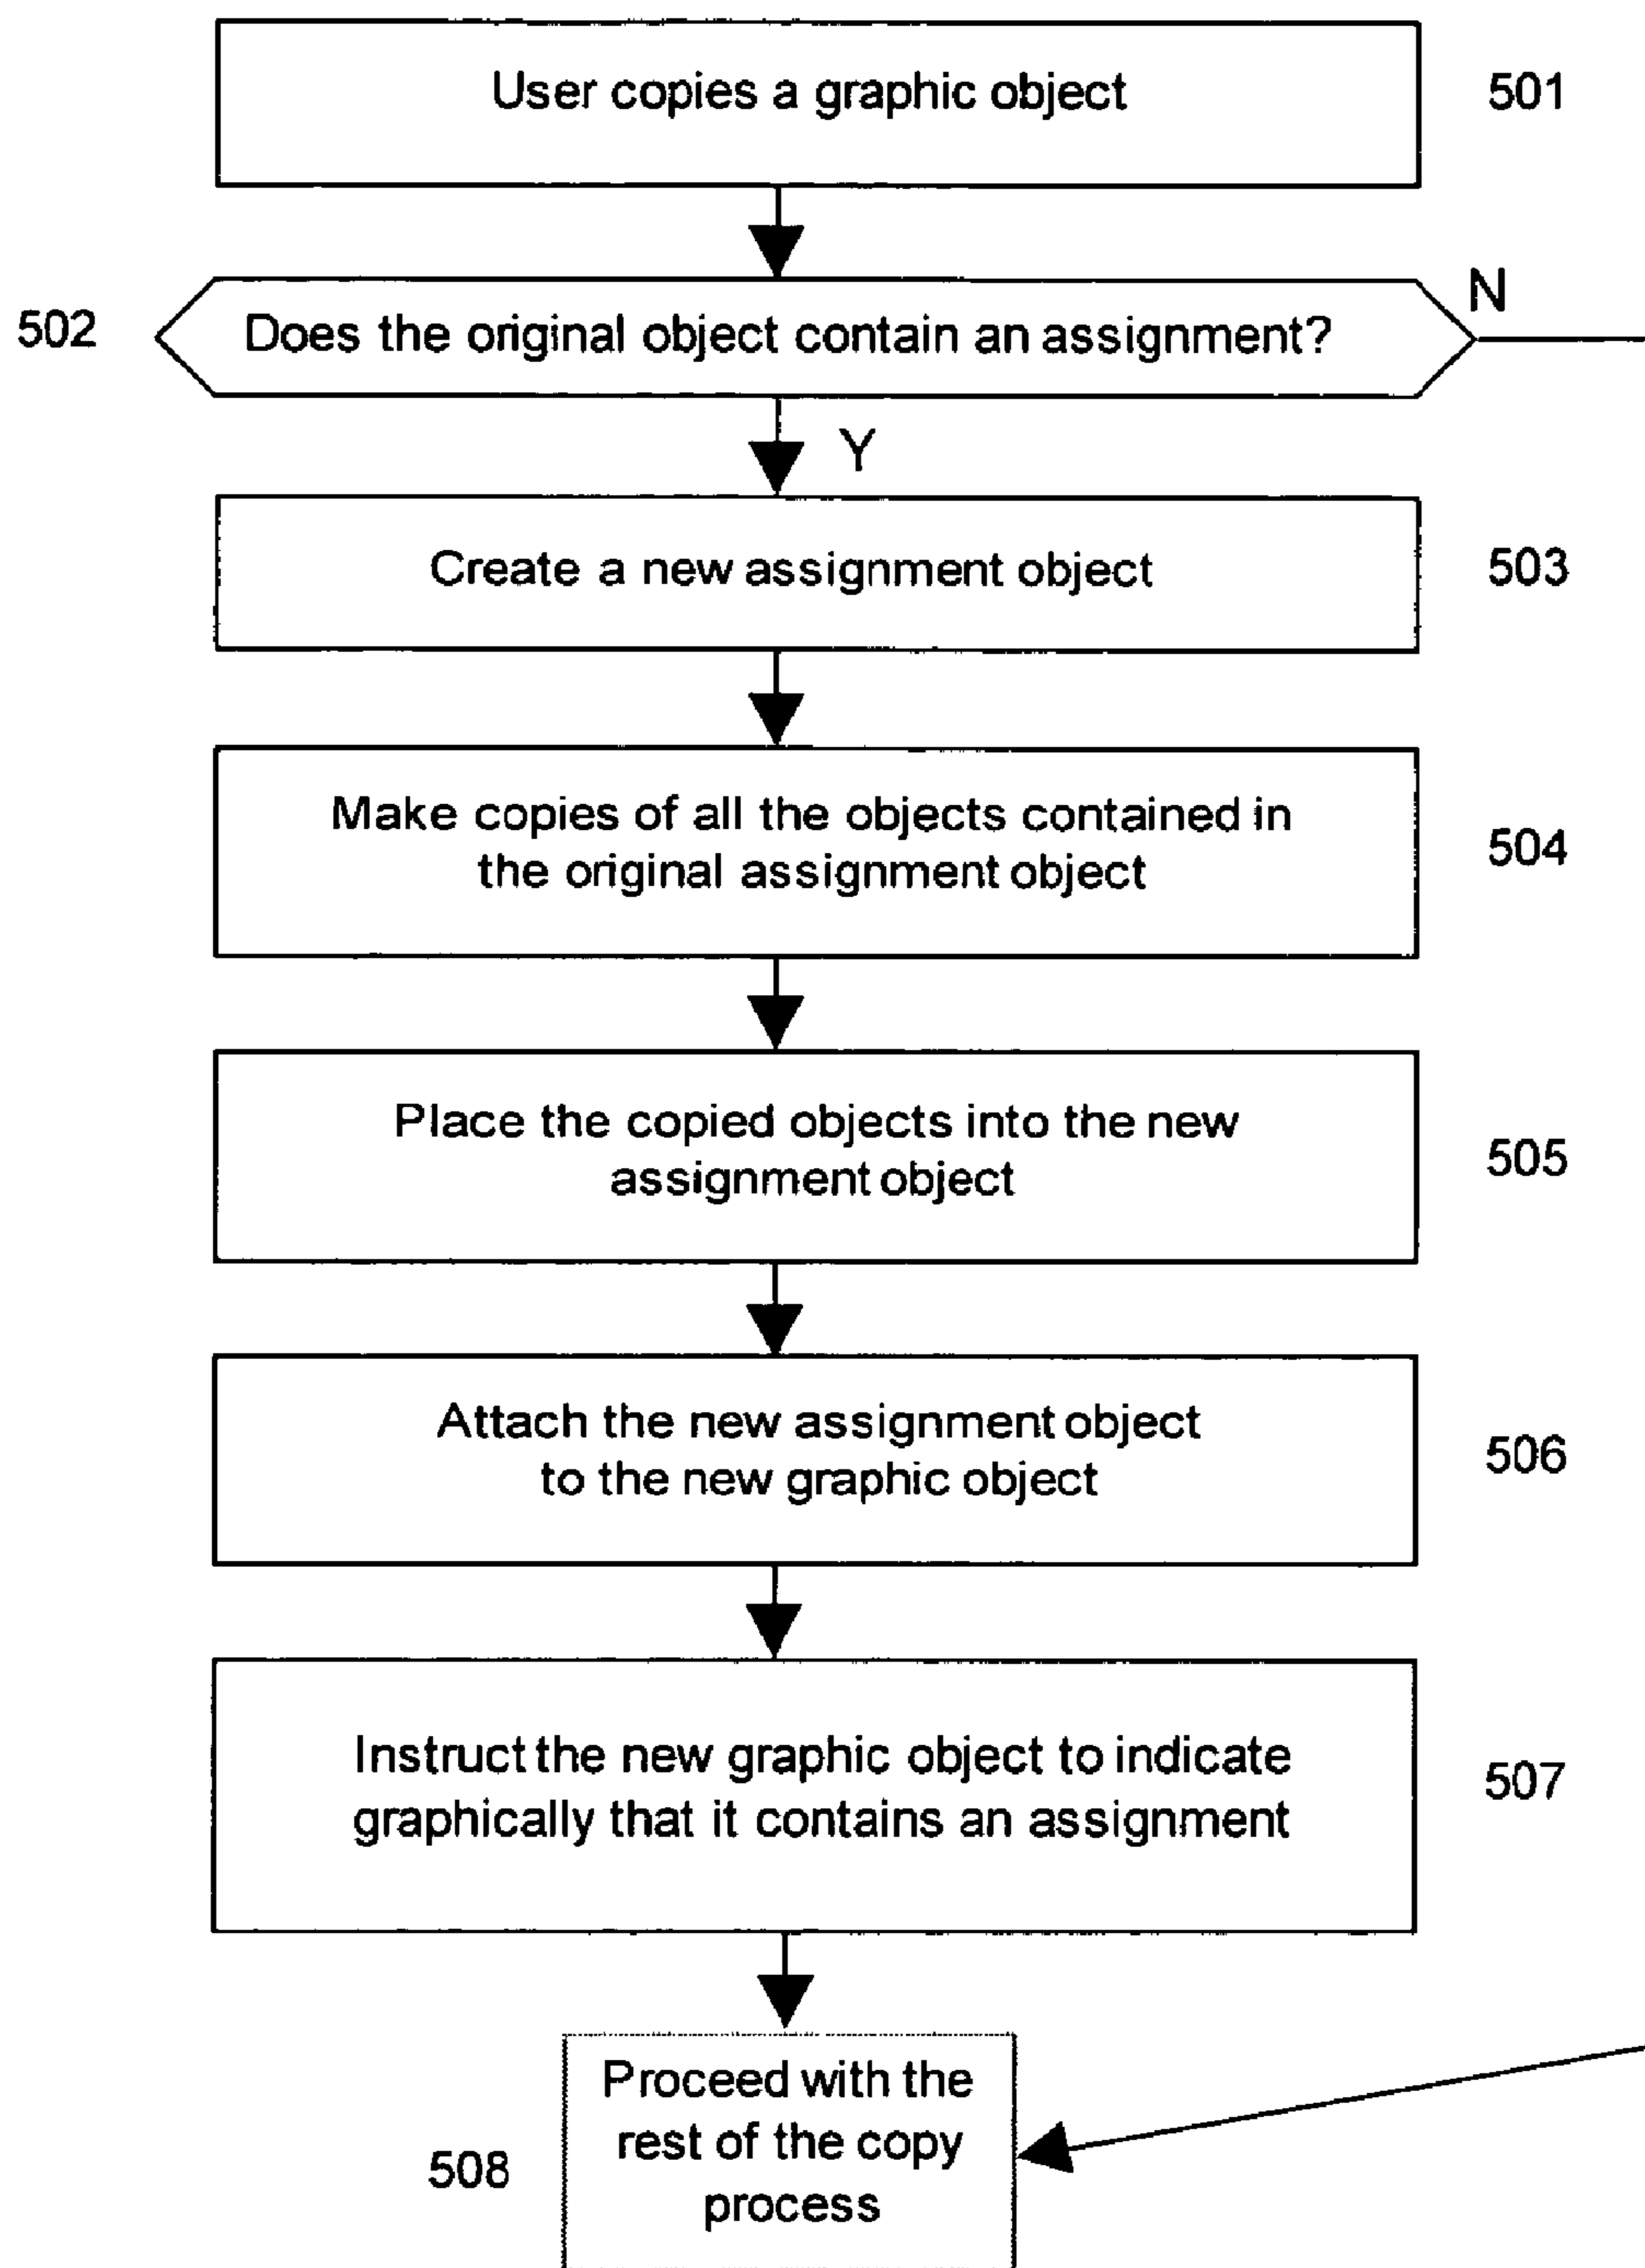 User copies a graphic object
501
N
502
Does the original object contain an assignment?
Y
Create a new assignment object
503
Make copies of all the objects contained in
the original assignment object
504
Place the copied objects into the new
assignment object
505
Attach the new assignment object
to the new graphic object
506
Instruct the new graphic object to indicate
graphically that it contains an assignment
507
Proceed with the
rest of the copy
process
508